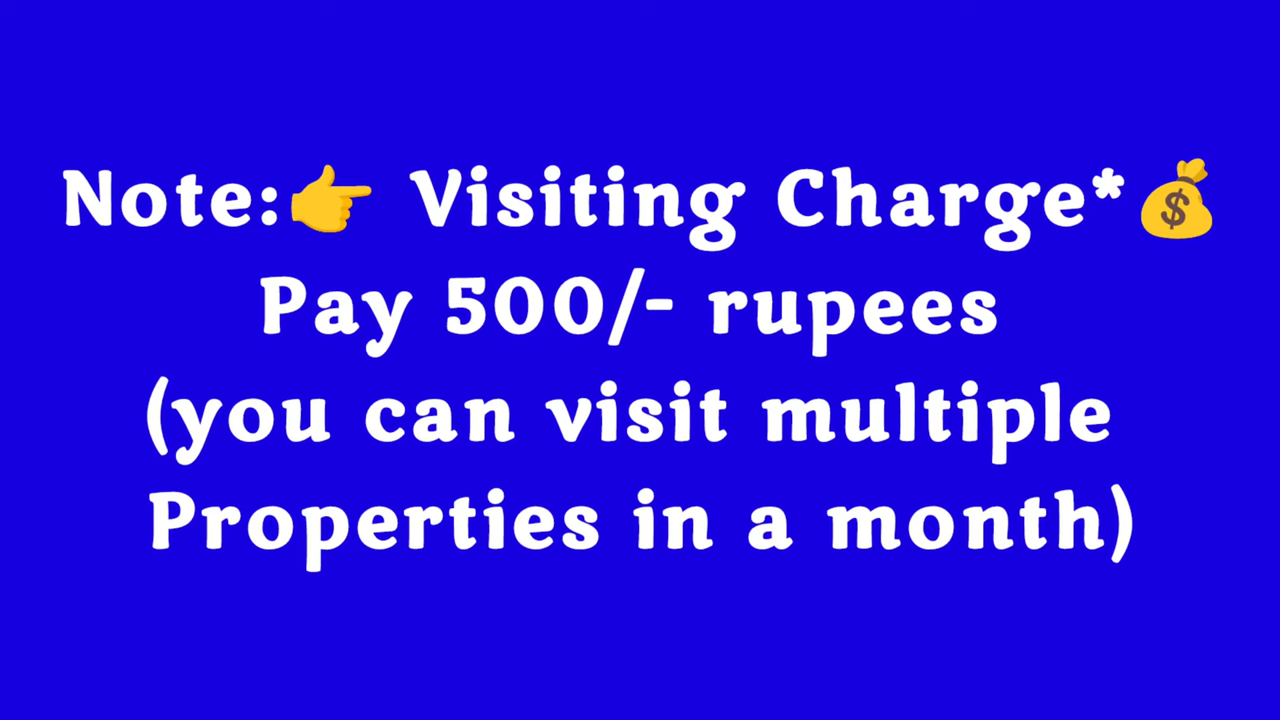 Note:👉 Visiting Charge*💰
Pay 500/- rupees
(you can visit multiple
Properties in a month)